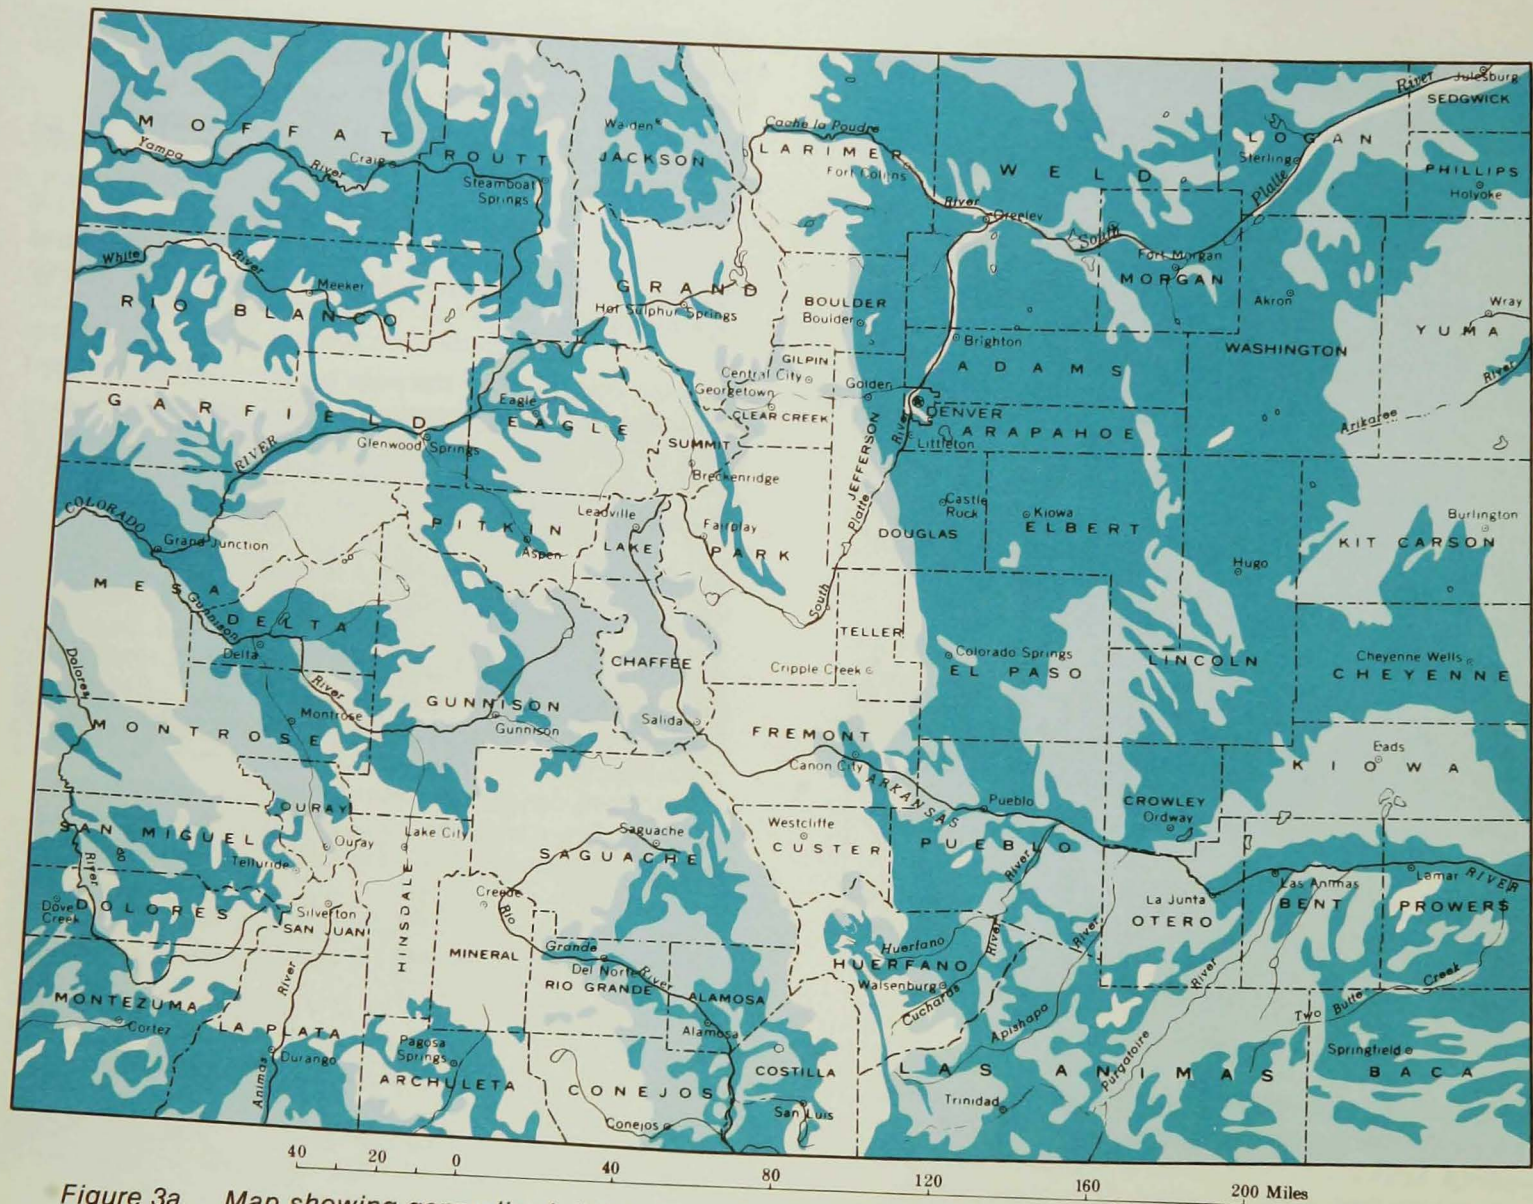 River Julesburg
SEDGWICK
MOFFAT
Yampa
River
Craig
ROUTT
Steamboat
Springs
Walden
JACKSON
Cache la Poudre
LARIMER
Fort Collins
River
WELD
Greeley
South
Platte
LOGAN
Sterling
PHILLIPS
Holyoke
White
River
Meeker
RIO BLANCO
GRAND
Hot Sulphur Springs
BOULDER
Boulder
Fort Morgan
MORGAN
Akron
Wray
YUMA
WASHINGTON
River
Arikaree
GILPIN
Central City
Georgetown
CLEAR CREEK
Golden
Brighton
ADAMS
DENVER
ARAPAHOE
Littleton
River
JEFFERSON
Platte
South
GARFIELD
RIVER
Glenwood Springs
Eagle
EAGLE
SUMMIT
Breckenridge
COLORADO
Grand Junction
PITKIN
Aspen
Leadville
LAKE
Fairplay
PARK
DOUGLAS
Castle
Rock
Kiowa
ELBERT
Hugo
Burlington
KIT CARSON
MESA
Gunnison
DELTA
Delta
TELLER
Cripple Creek
Colorado Springs
EL PASO
LINCOLN
Cheyenne Wells
CHEYENNE
Dolores
River
Montrose
MONTROSE
River
GUNNISON
Gunnison
CHAFFEE
Salida
FREMONT
Canon City
ARKANSAS
Eads
KIOWA
OURAY
Ouray
SAN MIGUEL
Telluride
Lake City
Saguache
SAGUACHE
Westcliffe
CUSTER
Pueblo
PUEBLO
CROWLEY
Ordway
River
Dove
Creek
DOLORES
Silverton
SAN JUAN
HINSDALE
Creede
Rio
Grande
River
MINERAL
Del Norte
RIO GRANDE
ALAMOSA
Alamosa
Huerfano
River
HUERFANO
Walsenburg
Cucharas
Apishapa
River
La Junta
OTERO
Las Animas
BENT
Lamar
RIVER
PROWERS
Two Butte Creek
MONTEZUMA
Cortez
LA PLATA
Durango
Animas
River
Pagosa
Springs
ARCHULETA
CONEJOS
Conejos
COSTILLA
San Luis
LAS ANIMAS
Trinidad
Purgatoire
River
Springfield
BACA
40 20 0 40 80 120 160 200 Miles
Figure 3a Map showing